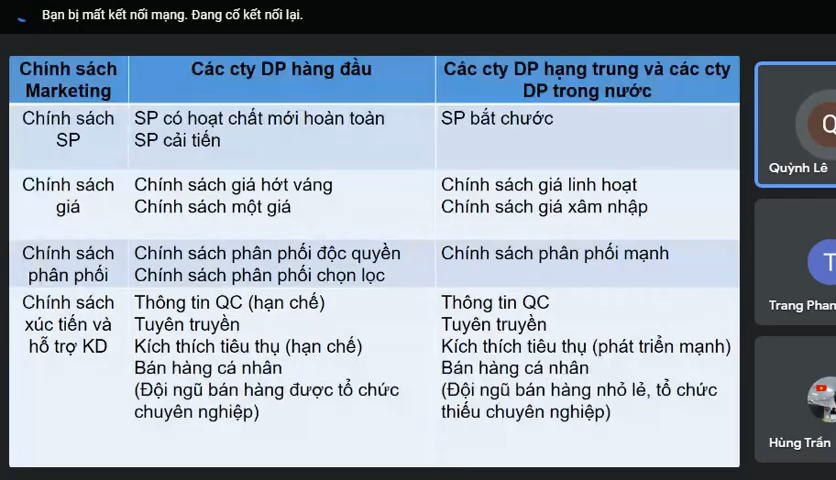 Bạn bị mất kết nối mạng. Đang cố kết nối lại.
Chính sách Marketing
Các cty DP hàng đầu
Các cty DP hạng trung và các cty DP trong nước
Chính sách SP
SP có hoạt chất mới hoàn toàn
SP cải tiến
SP bắt chước
Chính sách giá
Chính sách giá hớt váng
Chính sách một giá
Chính sách giá linh hoạt
Chính sách giá xâm nhập
Chính sách phân phối
Chính sách phân phối độc quyền
Chính sách phân phối chọn lọc
Chính sách phân phối mạnh
Chính sách xúc tiến và hỗ trợ KD
Thông tin QC (hạn chế)
Tuyên truyền
Kích thích tiêu thụ (hạn chế)
Bán hàng cá nhân
(Đội ngũ bán hàng được tổ chức chuyên nghiệp)
Thông tin QC
Tuyên truyền
Kích thích tiêu thụ (phát triển mạnh)
Bán hàng cá nhân
(Đội ngũ bán hàng nhỏ lẻ, tổ chức thiếu chuyên nghiệp)
Q
Quỳnh Lê
T
Trang Phan
Hùng Trần